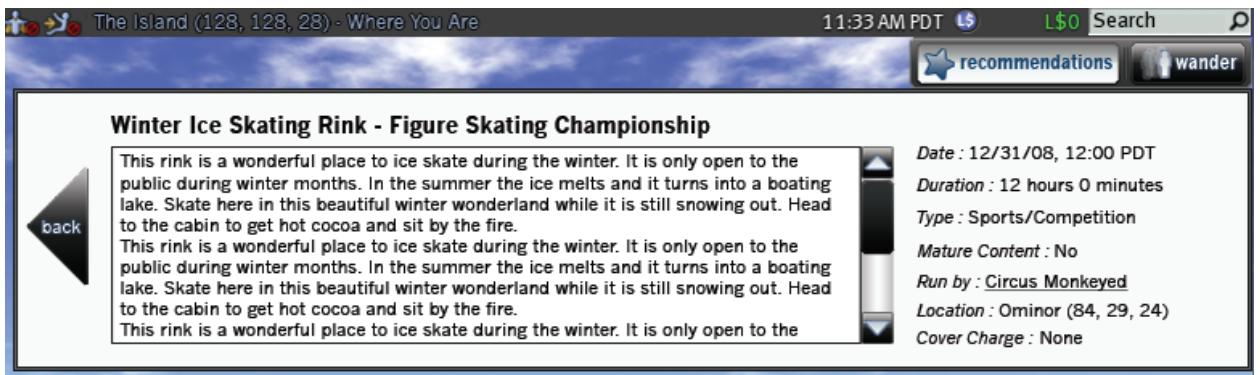 The Island (128, 128, 28) - Where You Are 11:33 AM PDT L$ L$0 Search
recommendations wander
Winter Ice Skating Rink - Figure Skating Championship
back
This rink is a wonderful place to ice skate during the winter. It is only open to the
public during winter months. In the summer the ice melts and it turns into a boating
lake. Skate here in this beautiful winter wonderland while it is still snowing out. Head
to the cabin to get hot cocoa and sit by the fire.
This rink is a wonderful place to ice skate during the winter. It is only open to the
public during winter months. In the summer the ice melts and it turns into a boating
lake. Skate here in this beautiful winter wonderland while it is still snowing out. Head
to the cabin to get hot cocoa and sit by the fire.
This rink is a wonderful place to ice skate during the winter. It is only open to the
Date : 12/31/08, 12:00 PDT
Duration : 12 hours 0 minutes
Type : Sports/Competition
Mature Content : No
Run by : Circus Monkeyed
Location : Ominor (84, 29, 24)
Cover Charge : None